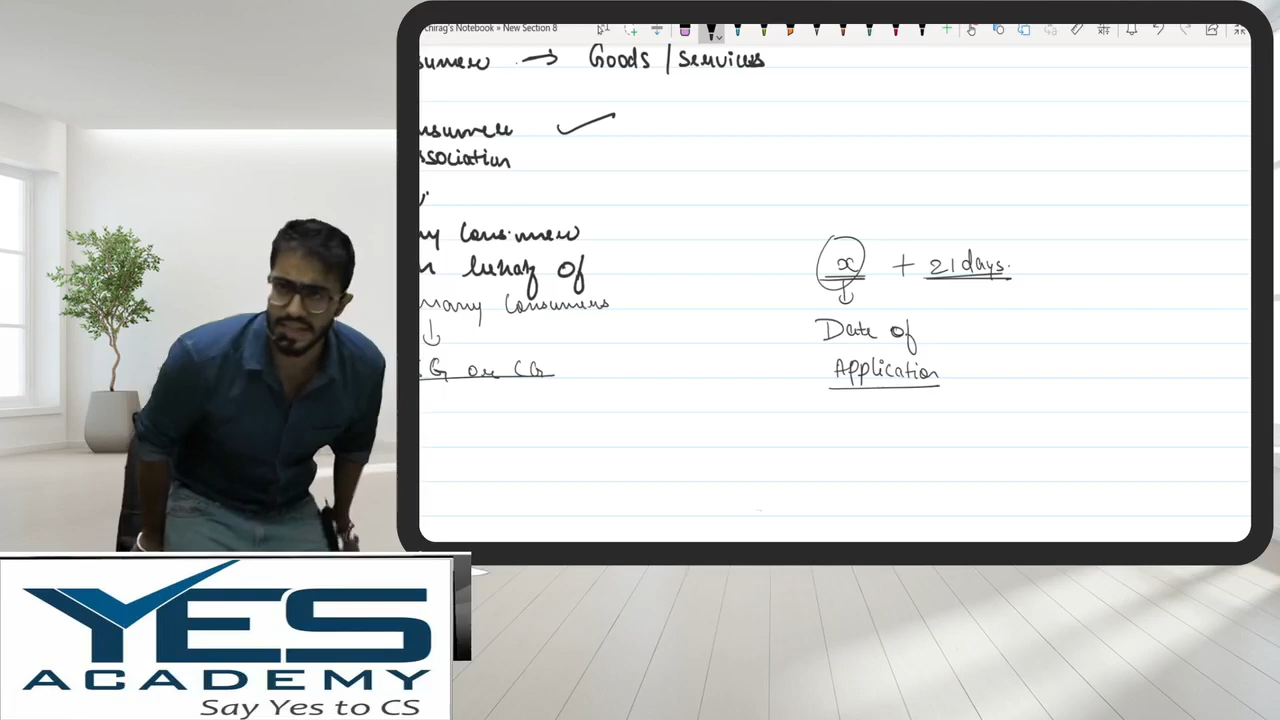 chirag's Notebook » New Section 8
sumer → Goods / Services
nsumer
ssociation
ny Consumer
n behalf of
many Consumers
G or CG
x + 21 days.
Date of
Application
YES
ACADEMY
Say Yes to CS